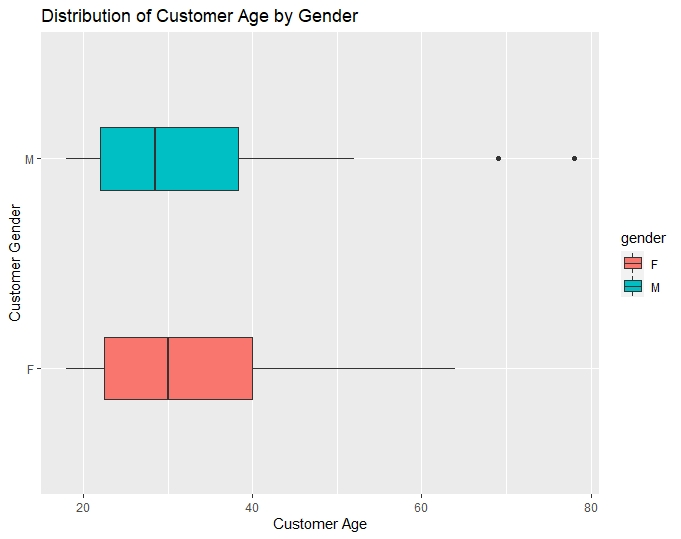 Distribution of Customer Age by Gender
Customer Gender
M
F
20 40 60 80
Customer Age
gender
F
M